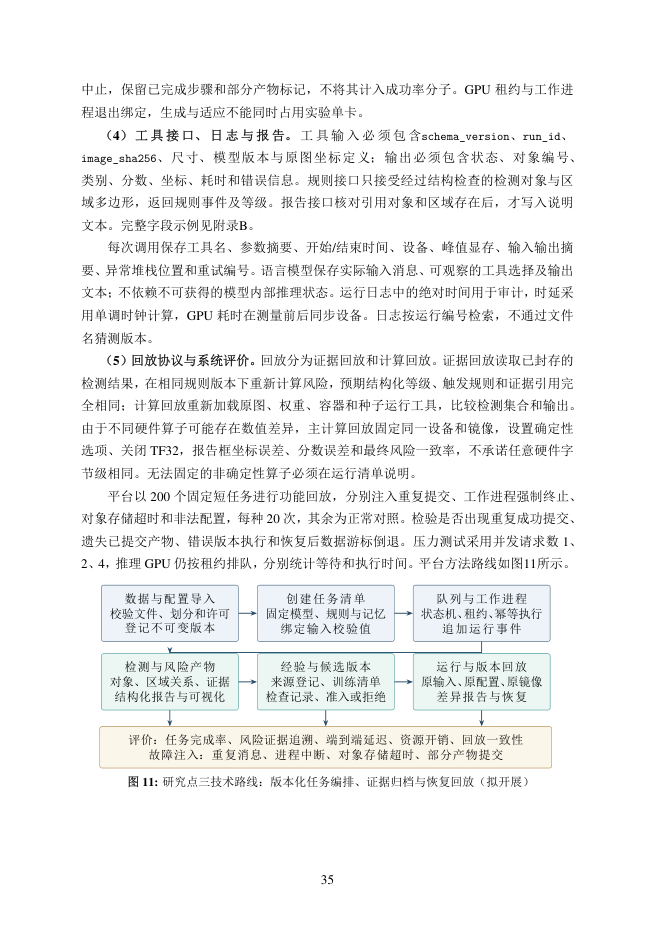 中止，保留已完成步骤和部分产物标记，不将其计入成功率分子。GPU 租约与工作进
程退出绑定，生成与适应不能同时占用实验单卡。
（4）工具接口、日志与报告。工具输入必须包含schema_version、run_id、
image_sha256、尺寸、模型版本与原图坐标定义；输出必须包含状态、对象编号、
类别、分数、坐标、耗时和错误信息。规则接口只接受经过结构检查的检测对象与区
域多边形，返回规则事件及等级。报告接口核对引用对象和区域存在后，才写入说明
文本。完整字段示例见附录B。
每次调用保存工具名、参数摘要、开始/结束时间、设备、峰值显存、输入输出摘
要、异常堆栈位置和重试编号。语言模型保存实际输入消息、可观察的工具选择及输出
文本；不依赖不可获得的模型内部推理状态。运行日志中的绝对时间用于审计，时延采
用单调时钟计算，GPU 耗时在测量前后同步设备。日志按运行编号检索，不通过文件
名猜测版本。
（5）回放协议与系统评价。回放分为证据回放和计算回放。证据回放读取已封存的
检测结果，在相同规则版本下重新计算风险，预期结构化等级、触发规则和证据引用完
全相同；计算回放重新加载原图、权重、容器和种子运行工具，比较检测集合和输出。
由于不同硬件算子可能存在数值差异，主计算回放固定同一设备和镜像，设置确定性
选项、关闭 TF32，报告框坐标误差、分数误差和最终风险一致率，不承诺任意硬件字
节级相同。无法固定的非确定性算子必须在运行清单说明。
平台以 200 个固定短任务进行功能回放，分别注入重复提交、工作进程强制终止、
对象存储超时和非法配置，每种 20 次，其余为正常对照。检验是否出现重复成功提交、
遗失已提交产物、错误版本执行和恢复后数据游标倒退。压力测试采用并发请求数 1、
2、4，推理 GPU 仍按租约排队，分别统计等待和执行时间。平台方法路线如图11所示。
数据与配置导入
校验文件、划分和许可
登记不可变版本
创建任务清单
固定模型、规则与记忆
绑定输入校验值
队列与工作进程
状态机、租约、幂等执行
追加运行事件
检测与风险产物
对象、区域关系、证据
结构化报告与可视化
经验与候选版本
来源登记、训练清单
检查记录、准入或拒绝
运行与版本回放
原输入、原配置、原镜像
差异报告与恢复
评价：任务完成率、风险证据追溯、端到端延迟、资源开销、回放一致性
故障注入：重复消息、进程中断、对象存储超时、部分产物提交
图 11: 研究点三技术路线：版本化任务编排、证据归档与恢复回放（拟开展）
35